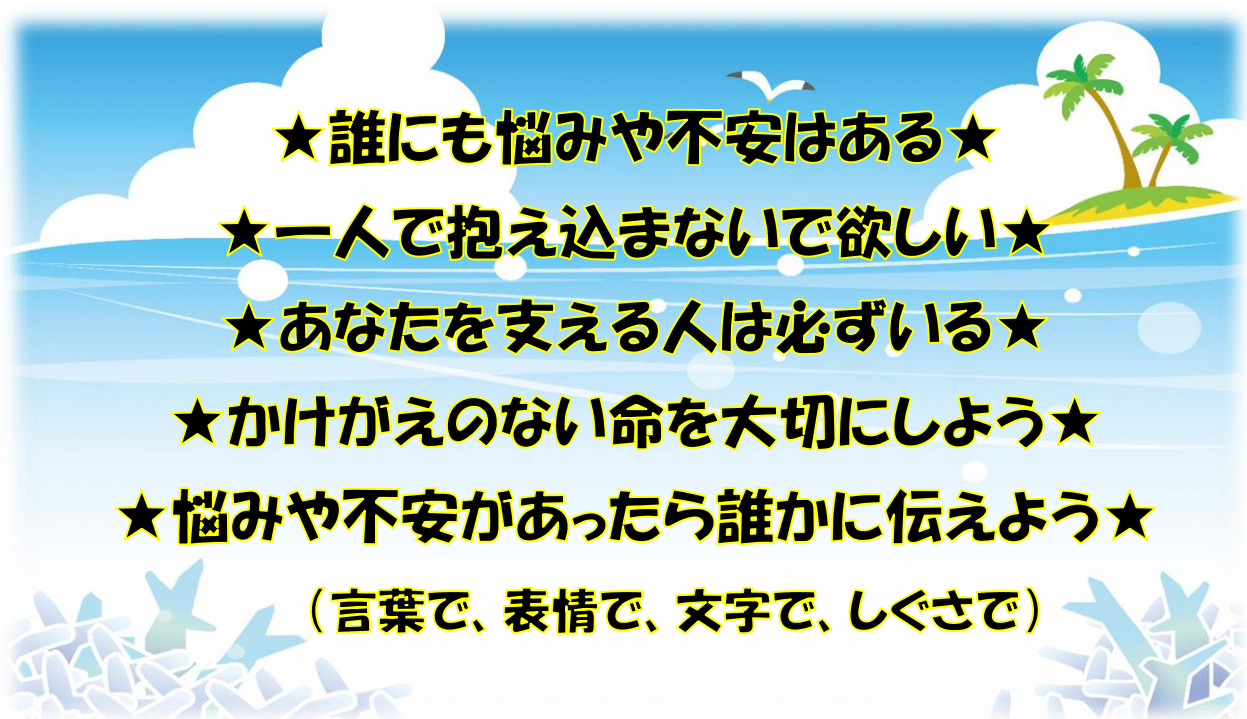 ★誰にも悩みや不安はある★
★一人で抱え込まないで欲しい★
★あなたを支える人は必ずいる★
★かけがえのない命を大切にしよう★
★悩みや不安があったら誰かに伝えよう★
（言葉で、表情で、文字で、しぐさで）